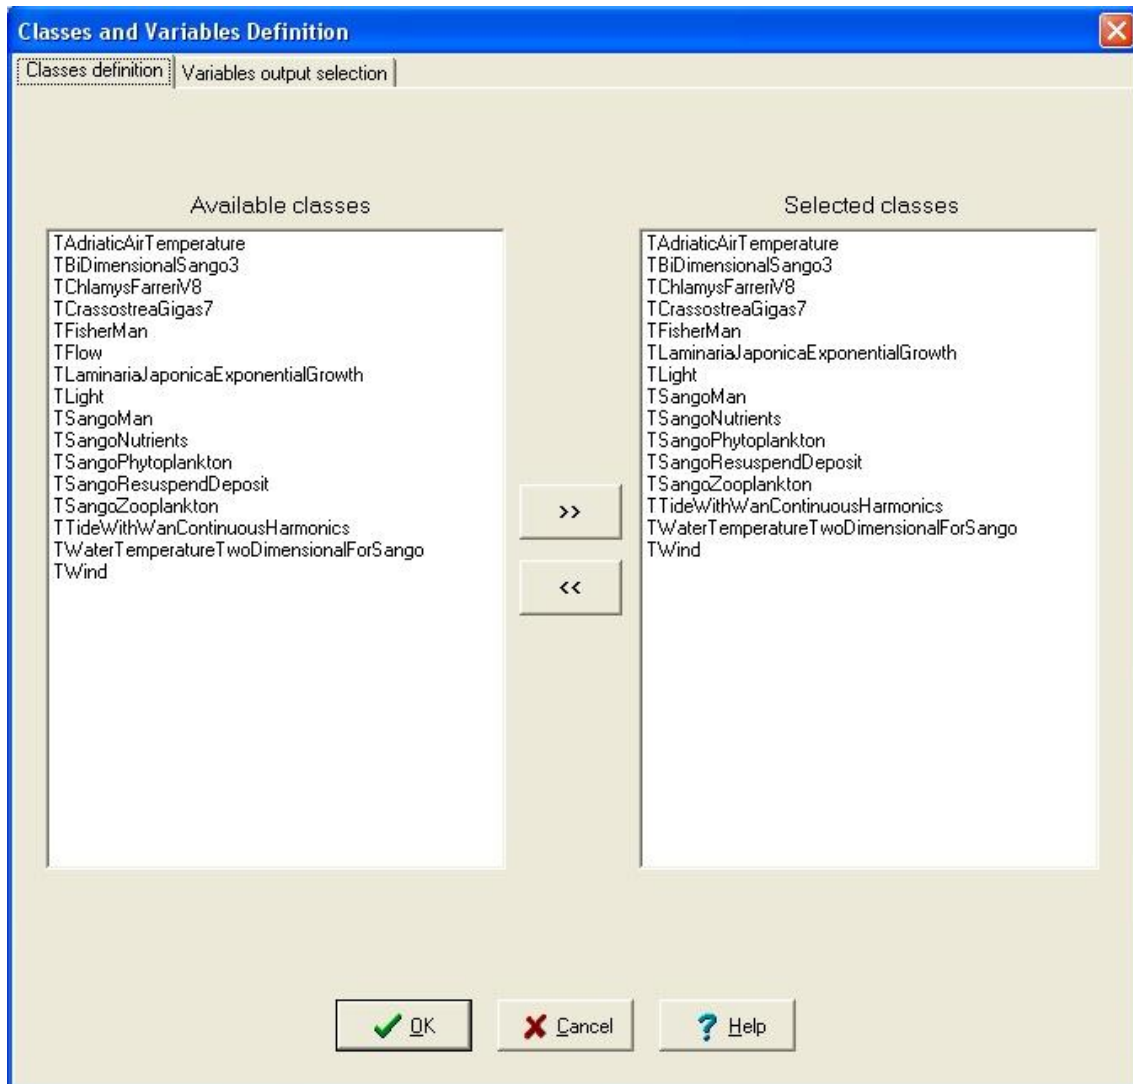 Classes and Variables Definition
Classes definition
Variables output selection
Available classes
TAdriaticAirTemperature
TBiDimensionalSango3
TChlamysFarreriV8
TCrassostreaGigas7
TFisherMan
TFlow
TLaminariaJaponicaExponentialGrowth
TLight
TSangoMan
TSangoNutrients
TSangoPhytoplankton
TSangoResuspendDeposit
TSangoZooplankton
TTideWithWanContinuousHarmonics
TWaterTemperatureTwoDimensionalForSango
TWind
>>
<<
Selected classes
TAdriaticAirTemperature
TBiDimensionalSango3
TChlamysFarreriV8
TCrassostreaGigas7
TFisherMan
TLaminariaJaponicaExponentialGrowth
TLight
TSangoMan
TSangoNutrients
TSangoPhytoplankton
TSangoResuspendDeposit
TSangoZooplankton
TTideWithWanContinuousHarmonics
TWaterTemperatureTwoDimensionalForSango
TWind
OK
Cancel
? Help